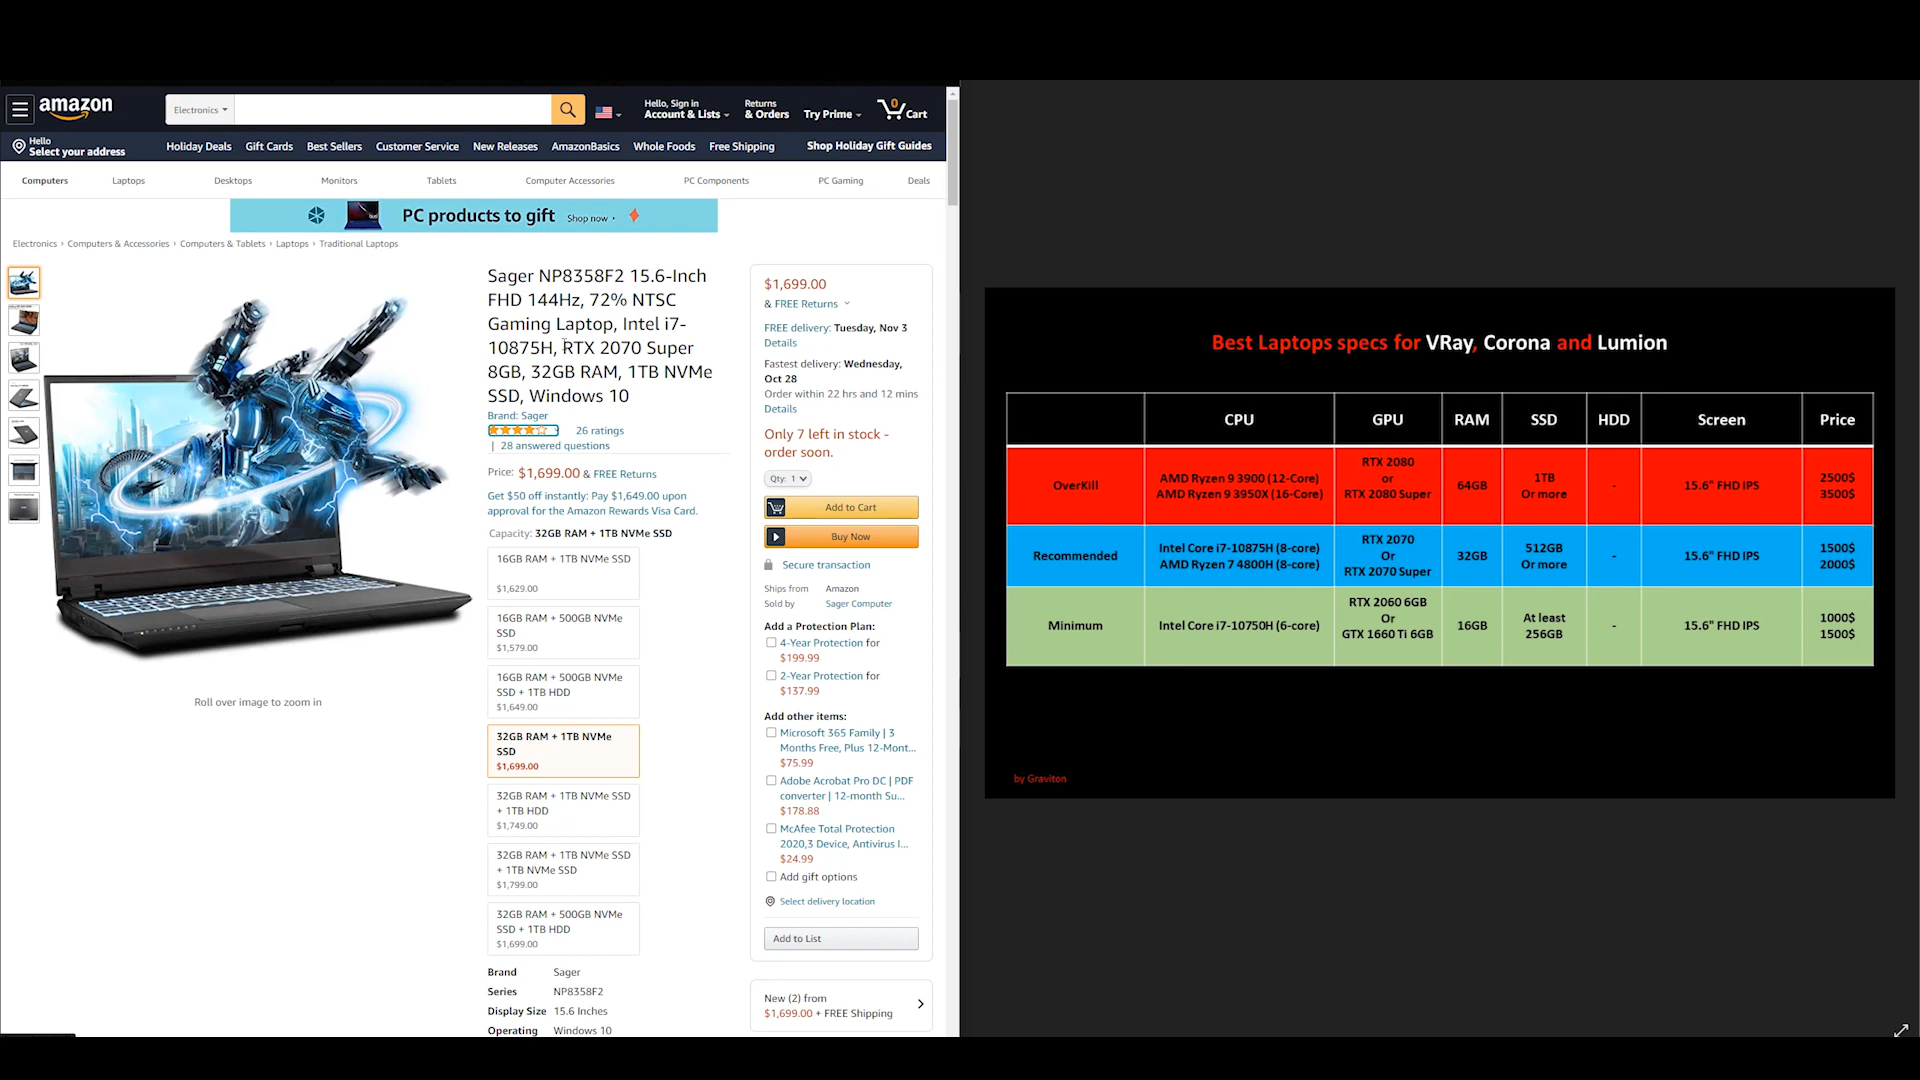 amazon
Electronics
Hello, Sign in
Account & Lists
Returns
& Orders
Try Prime
0
Cart
Hello
Select your address
Holiday Deals
Gift Cards
Best Sellers
Customer Service
New Releases
AmazonBasics
Whole Foods
Free Shipping
Shop Holiday Gift Guides
Computers
Laptops
Desktops
Monitors
Tablets
Computer Accessories
PC Components
PC Gaming
Deals
PC products to gift Shop now ›
Electronics › Computers & Accessories › Computers & Tablets › Laptops › Traditional Laptops
Roll over image to zoom in
Sager NP8358F2 15.6-Inch
FHD 144Hz, 72% NTSC
Gaming Laptop, Intel i7-
10875H, RTX 2070 Super
8GB, 32GB RAM, 1TB NVMe
SSD, Windows 10
Brand: Sager
26 ratings
| 28 answered questions
Price: $1,699.00 & FREE Returns
Get $50 off instantly: Pay $1,649.00 upon
approval for the Amazon Rewards Visa Card.
Capacity: 32GB RAM + 1TB NVMe SSD
16GB RAM + 1TB NVMe SSD
$1,629.00
16GB RAM + 500GB NVMe
SSD
$1,579.00
16GB RAM + 500GB NVMe
SSD + 1TB HDD
$1,649.00
32GB RAM + 1TB NVMe
SSD
$1,699.00
32GB RAM + 1TB NVMe SSD
+ 1TB HDD
$1,749.00
32GB RAM + 1TB NVMe SSD
+ 1TB NVMe SSD
$1,799.00
32GB RAM + 500GB NVMe
SSD + 1TB HDD
$1,699.00
Brand Sager
Series NP8358F2
Display Size 15.6 Inches
Operating Windows 10
$1,699.00
& FREE Returns
FREE delivery: Tuesday, Nov 3
Details
Fastest delivery: Wednesday,
Oct 28
Order within 22 hrs and 12 mins
Details
Only 7 left in stock -
order soon.
Qty: 1
Add to Cart
Buy Now
Secure transaction
Ships from Amazon
Sold by Sager Computer
Add a Protection Plan:
4-Year Protection for
$199.99
2-Year Protection for
$137.99
Add other items:
Microsoft 365 Family | 3
Months Free, Plus 12-Mont...
$75.99
Adobe Acrobat Pro DC | PDF
converter | 12-month Su...
$178.88
McAfee Total Protection
2020,3 Device, Antivirus I...
$24.99
Add gift options
Select delivery location
Add to List
New (2) from
$1,699.00 + FREE Shipping
Best Laptops specs for VRay, Corona and Lumion
CPU GPU RAM SSD HDD Screen Price
OverKill
AMD Ryzen 9 3900 (12-Core)
AMD Ryzen 9 3950X (16-Core)
RTX 2080
or
RTX 2080 Super
64GB
1TB
Or more
-
15.6" FHD IPS
2500$
3500$
Recommended
Intel Core i7-10875H (8-core)
AMD Ryzen 7 4800H (8-core)
RTX 2070
Or
RTX 2070 Super
32GB
512GB
Or more
-
15.6" FHD IPS
1500$
2000$
Minimum
Intel Core i7-10750H (6-core)
RTX 2060 6GB
Or
GTX 1660 Ti 6GB
16GB
At least
256GB
-
15.6" FHD IPS
1000$
1500$
by Graviton